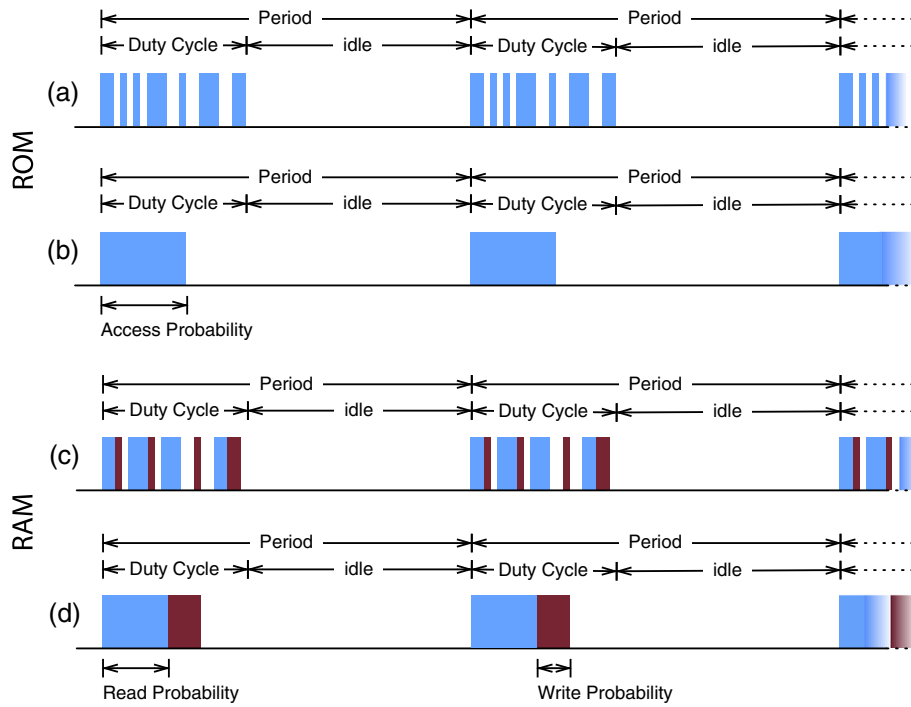 Period Period
Duty Cycle idle Duty Cycle idle
(a)
ROM
Period Period
Duty Cycle idle Duty Cycle idle
(b)
Access Probability
Period Period
Duty Cycle idle Duty Cycle idle
(c)
RAM
Period Period
Duty Cycle idle Duty Cycle idle
(d)
Read Probability Write Probability